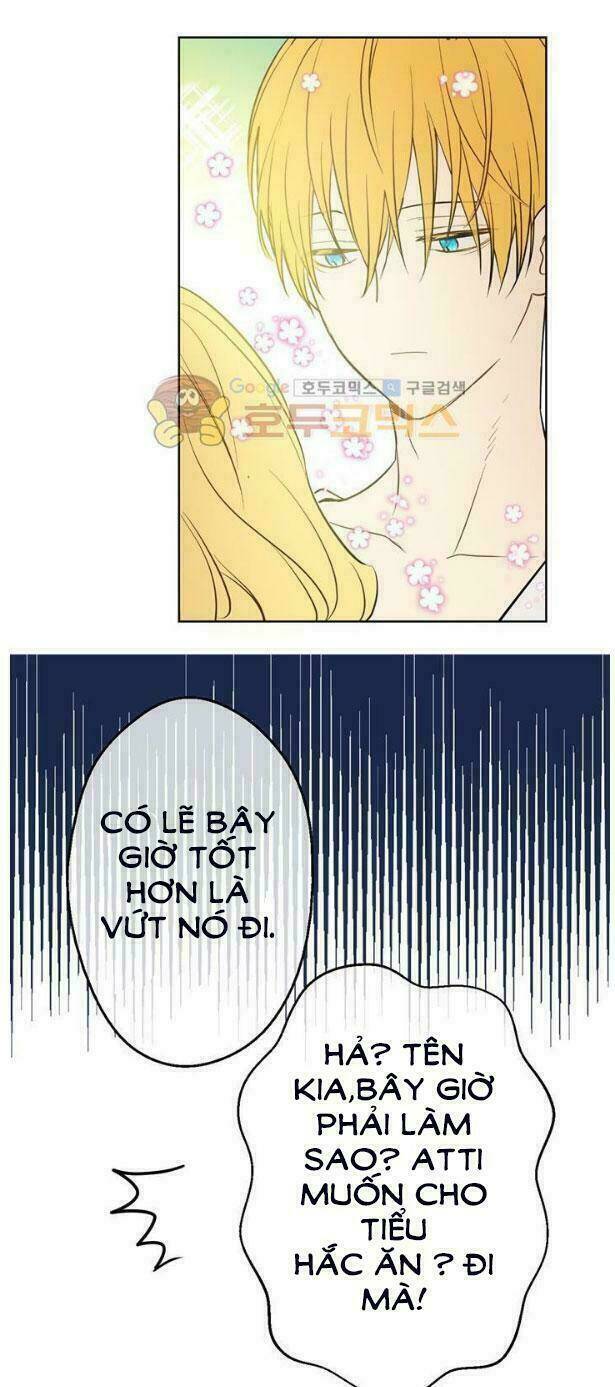 Google 호두코믹스 구글검색
호두코믹스
CÓ LẼ BÂY
GIỜ TỐT
HƠN LÀ
VỨT NÓ ĐI.
HẢ? TÊN
KIA,BÂY GIỜ
PHẢI LÀM
SAO? ATTI
MUỐN CHO
TIỂU
HẮC ĂN ? ĐI
MÀ!